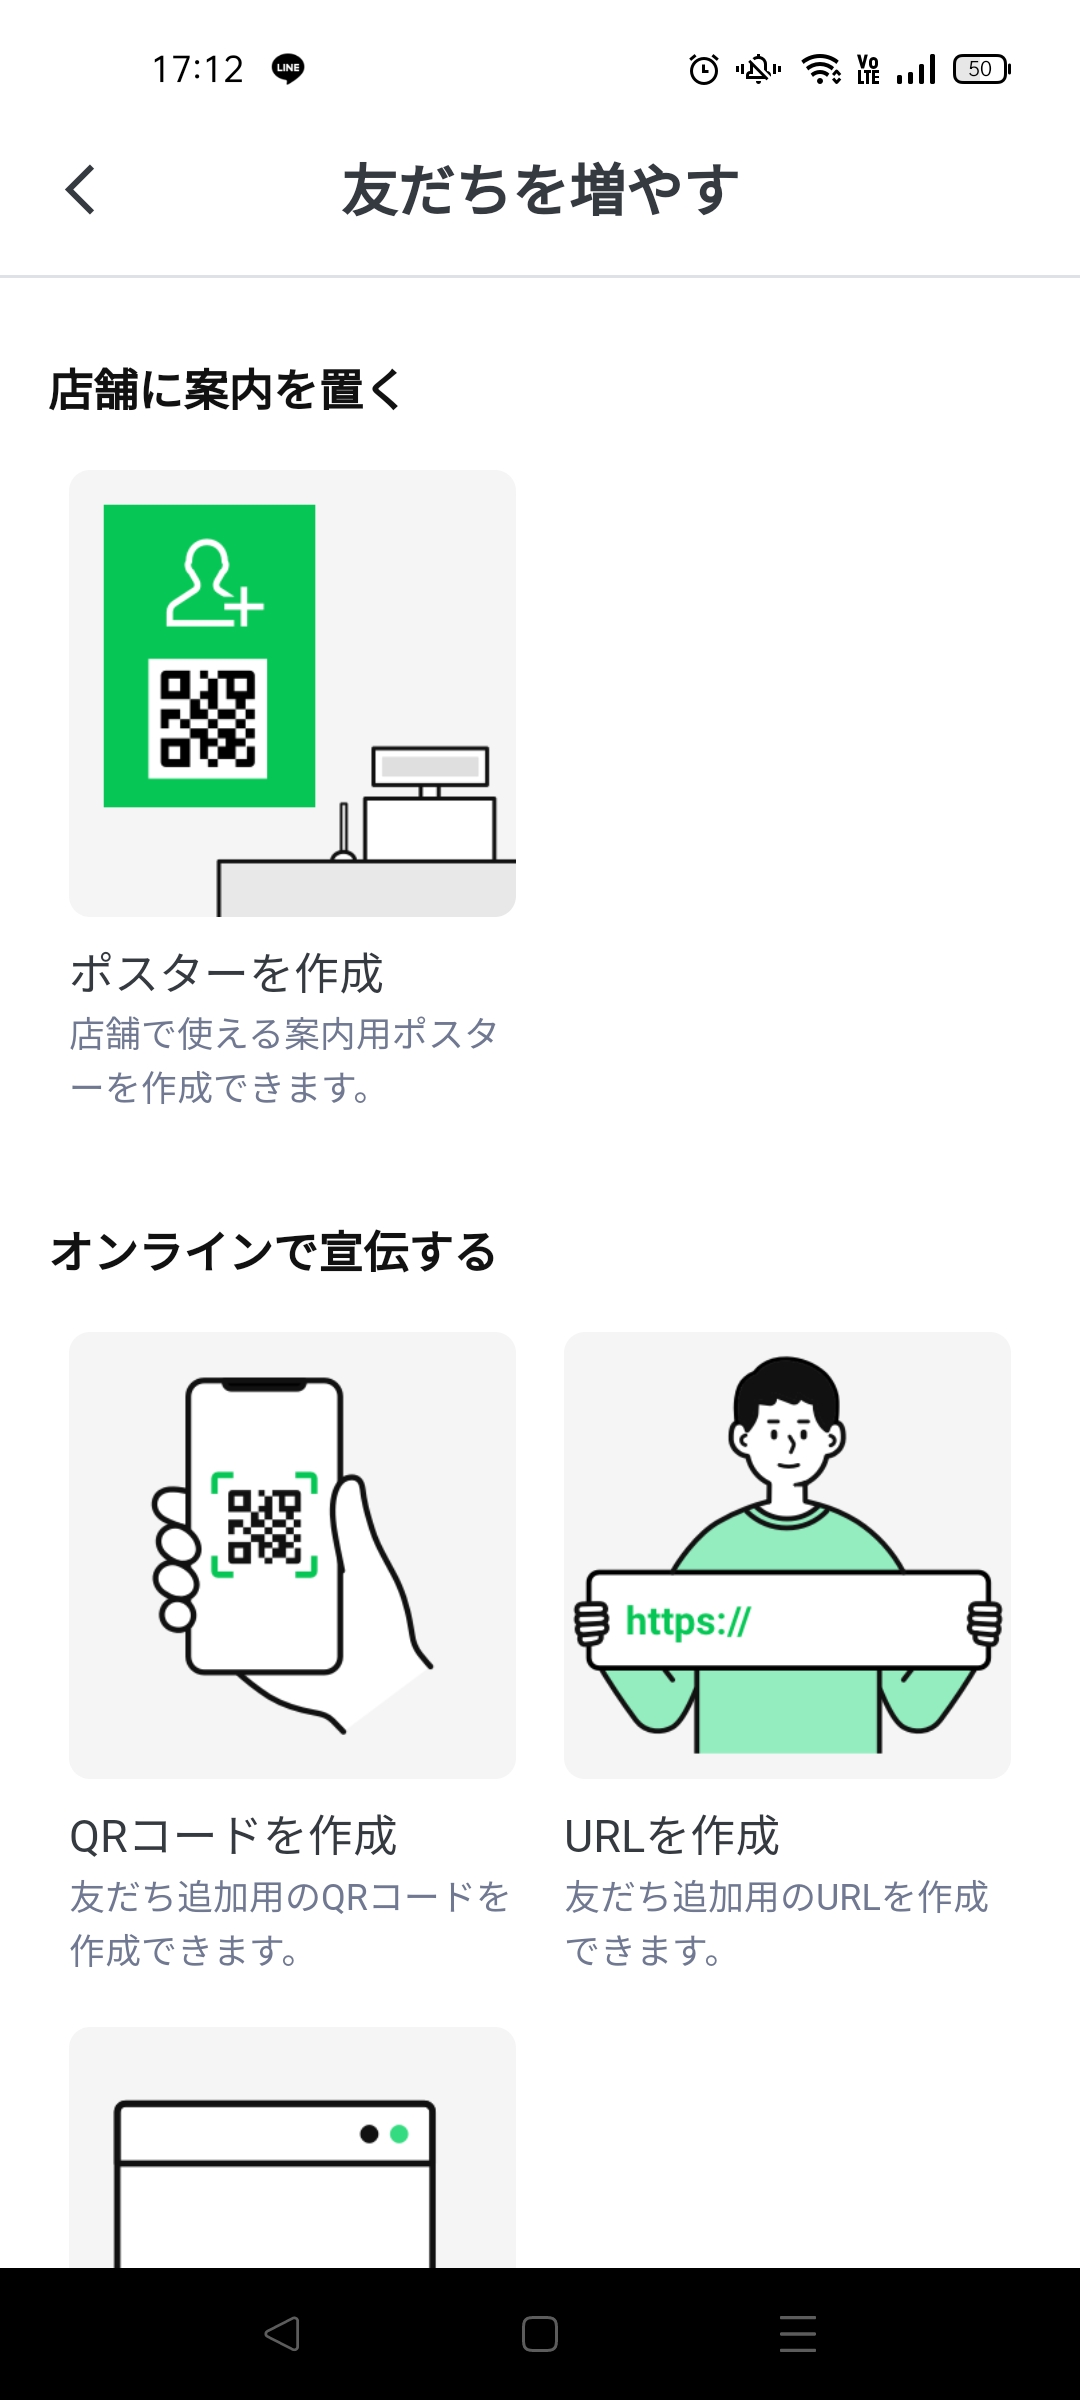 17:12
LINE
Vo
LTE
50
友だちを増やす
店舗に案内を置く
ポスターを作成
店舗で使える案内用ポスタ
ーを作成できます。
オンラインで宣伝する
https://
QRコードを作成
友だち追加用のQRコードを
作成できます。
URLを作成
友だち追加用のURLを作成
できます。